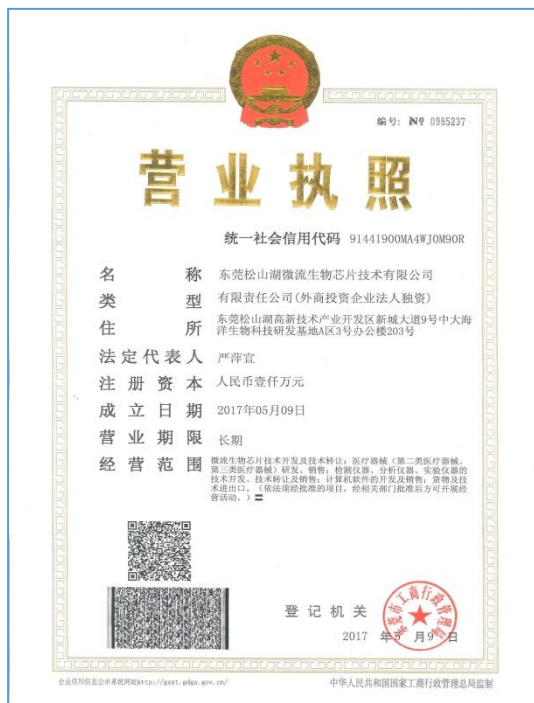 编号: № 0985237
营业执照
统一社会信用代码 91441900MA4WJ0M90R
名称 东莞松山湖微流生物芯片技术有限公司
类型 有限责任公司(外商投资企业法人独资)
住所 东莞松山湖高新技术产业开发区新城大道9号中大海
洋生物科技研发基地A区3号办公楼203号
法定代表人 严萍宜
注册资本 人民币壹仟万元
成立日期 2017年05月09日
营业期限 长期
经营范围 微流生物芯片技术开发及技术转让；医疗器械（第二类医疗器械、
第三类医疗器械）研发、销售；检测仪器、分析仪器、实验仪器的
技术开发、技术转让及销售；计算机软件的开发及销售；货物及技
术进出口。（依法须经批准的项目，经相关部门批准后方可开展经
营活动。）
登记机关
东莞市工商行政管理局
2017 年5 月9 日
企业信用信息公示系统网址http://gsxt.gdgs.gov.cn/
中华人民共和国国家工商行政管理总局监制